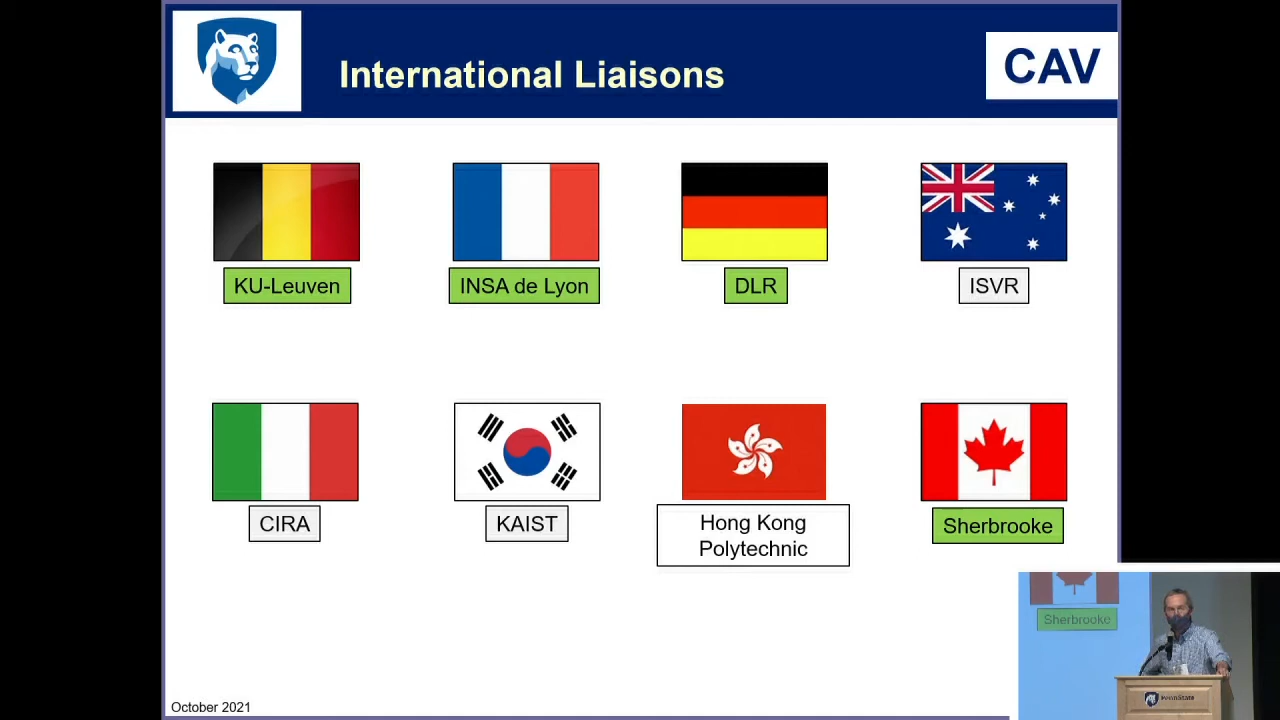 International Liaisons
CAV
KU-Leuven
INSA de Lyon
DLR
ISVR
CIRA
KAIST
Hong Kong
Polytechnic
Sherbrooke
Sherbrooke
PennState
October 2021